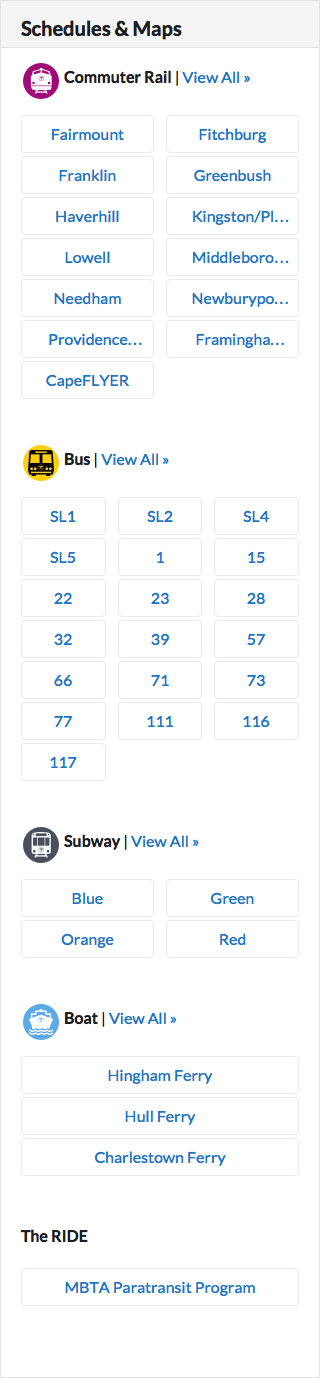 Schedules & Maps
Commuter Rail | View All »
Fairmount Fitchburg
Franklin Greenbush
Haverhill Kingston/Pl...
Lowell Middleboro...
Needham Newburypo...
Providence... Framingha...
CapeFLYER
Bus | View All »
SL1 SL2 SL4
SL5 1 15
22 23 28
32 39 57
66 71 73
77 111 116
117
Subway | View All »
Blue Green
Orange Red
Boat | View All »
Hingham Ferry
Hull Ferry
Charlestown Ferry
The RIDE
MBTA Paratransit Program